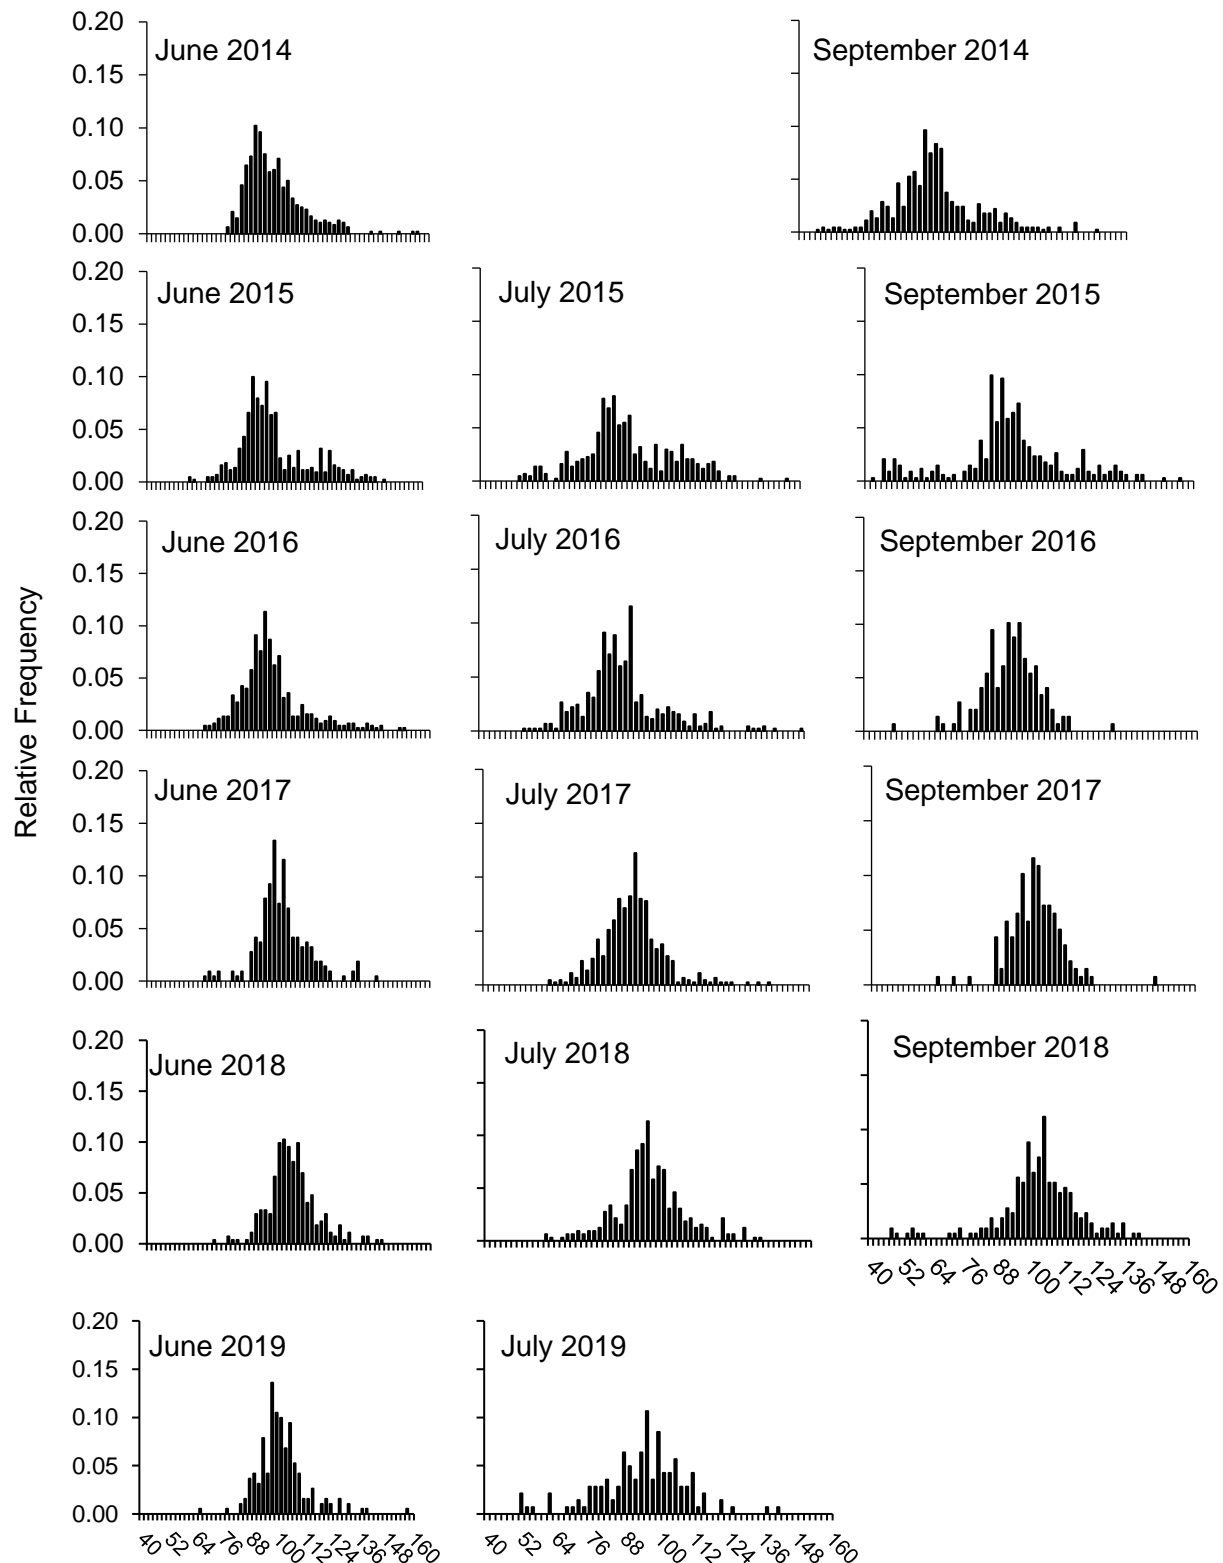 0.20
0.15
0.10
0.05
0.00
June 2014
September 2014
0.20
0.15
0.10
0.05
0.00
June 2015
July 2015
September 2015
0.20
0.15
0.10
0.05
0.00
June 2016
July 2016
September 2016
Relative Frequency
0.20
0.15
0.10
0.05
0.00
June 2017
July 2017
September 2017
0.20
0.15
0.10
0.05
0.00
June 2018
July 2018
September 2018
40 52 64 76 88 100 112 124 136 148 160
0.20
0.15
0.10
0.05
0.00
June 2019
July 2019
40 52 64 76 88 100 112 124 136 148 160
40 52 64 76 88 100 112 124 136 148 160